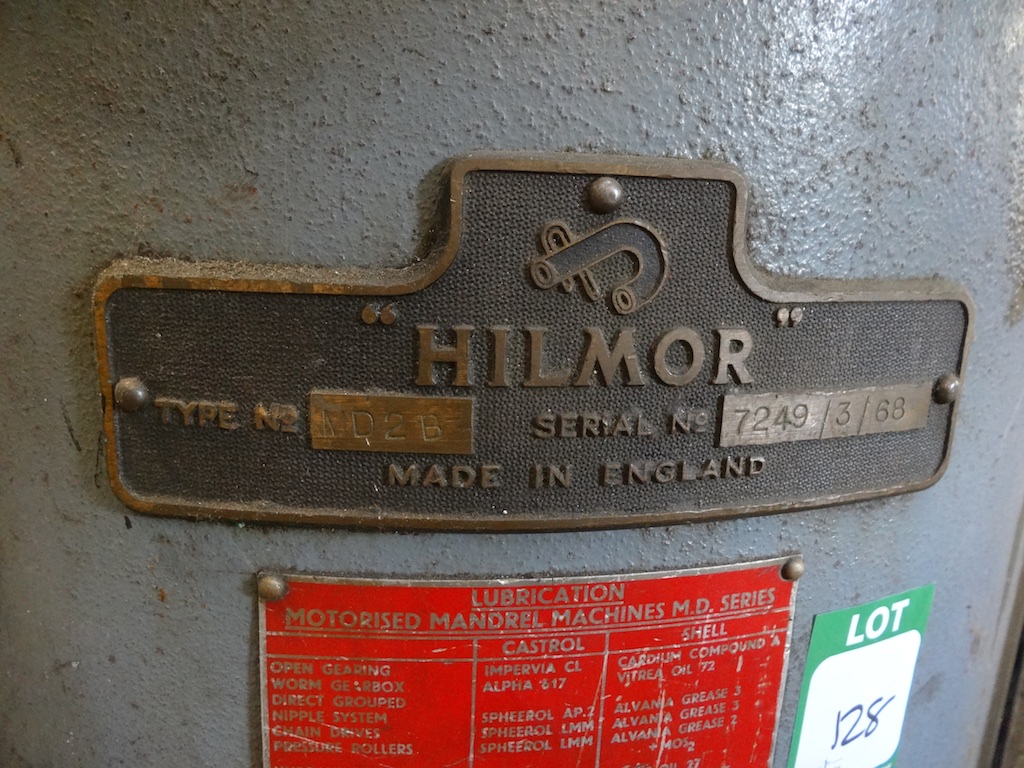 “HILMOR”
TYPE No MD2B SERIAL No 7249/3/68
MADE IN ENGLAND
LUBRICATION
MOTORISED MANDREL MACHINES M.D. SERIES
CASTROL SHELL
OPEN GEARING IMPERVIA CL CARDIUM COMPOUND A
WORM GEARBOX ALPHA 617 VITREA OIL 72
DIRECT GROUPED
NIPPLE SYSTEM SPHEEROL AP.2 ALVANIA GREASE 3
CHAIN DRIVES SPHEEROL LMM ALVANIA GREASE 3
PRESSURE ROLLERS SPHEEROL LMM ALVANIA GREASE 2
+MOS2
OIL 27
LOT
128